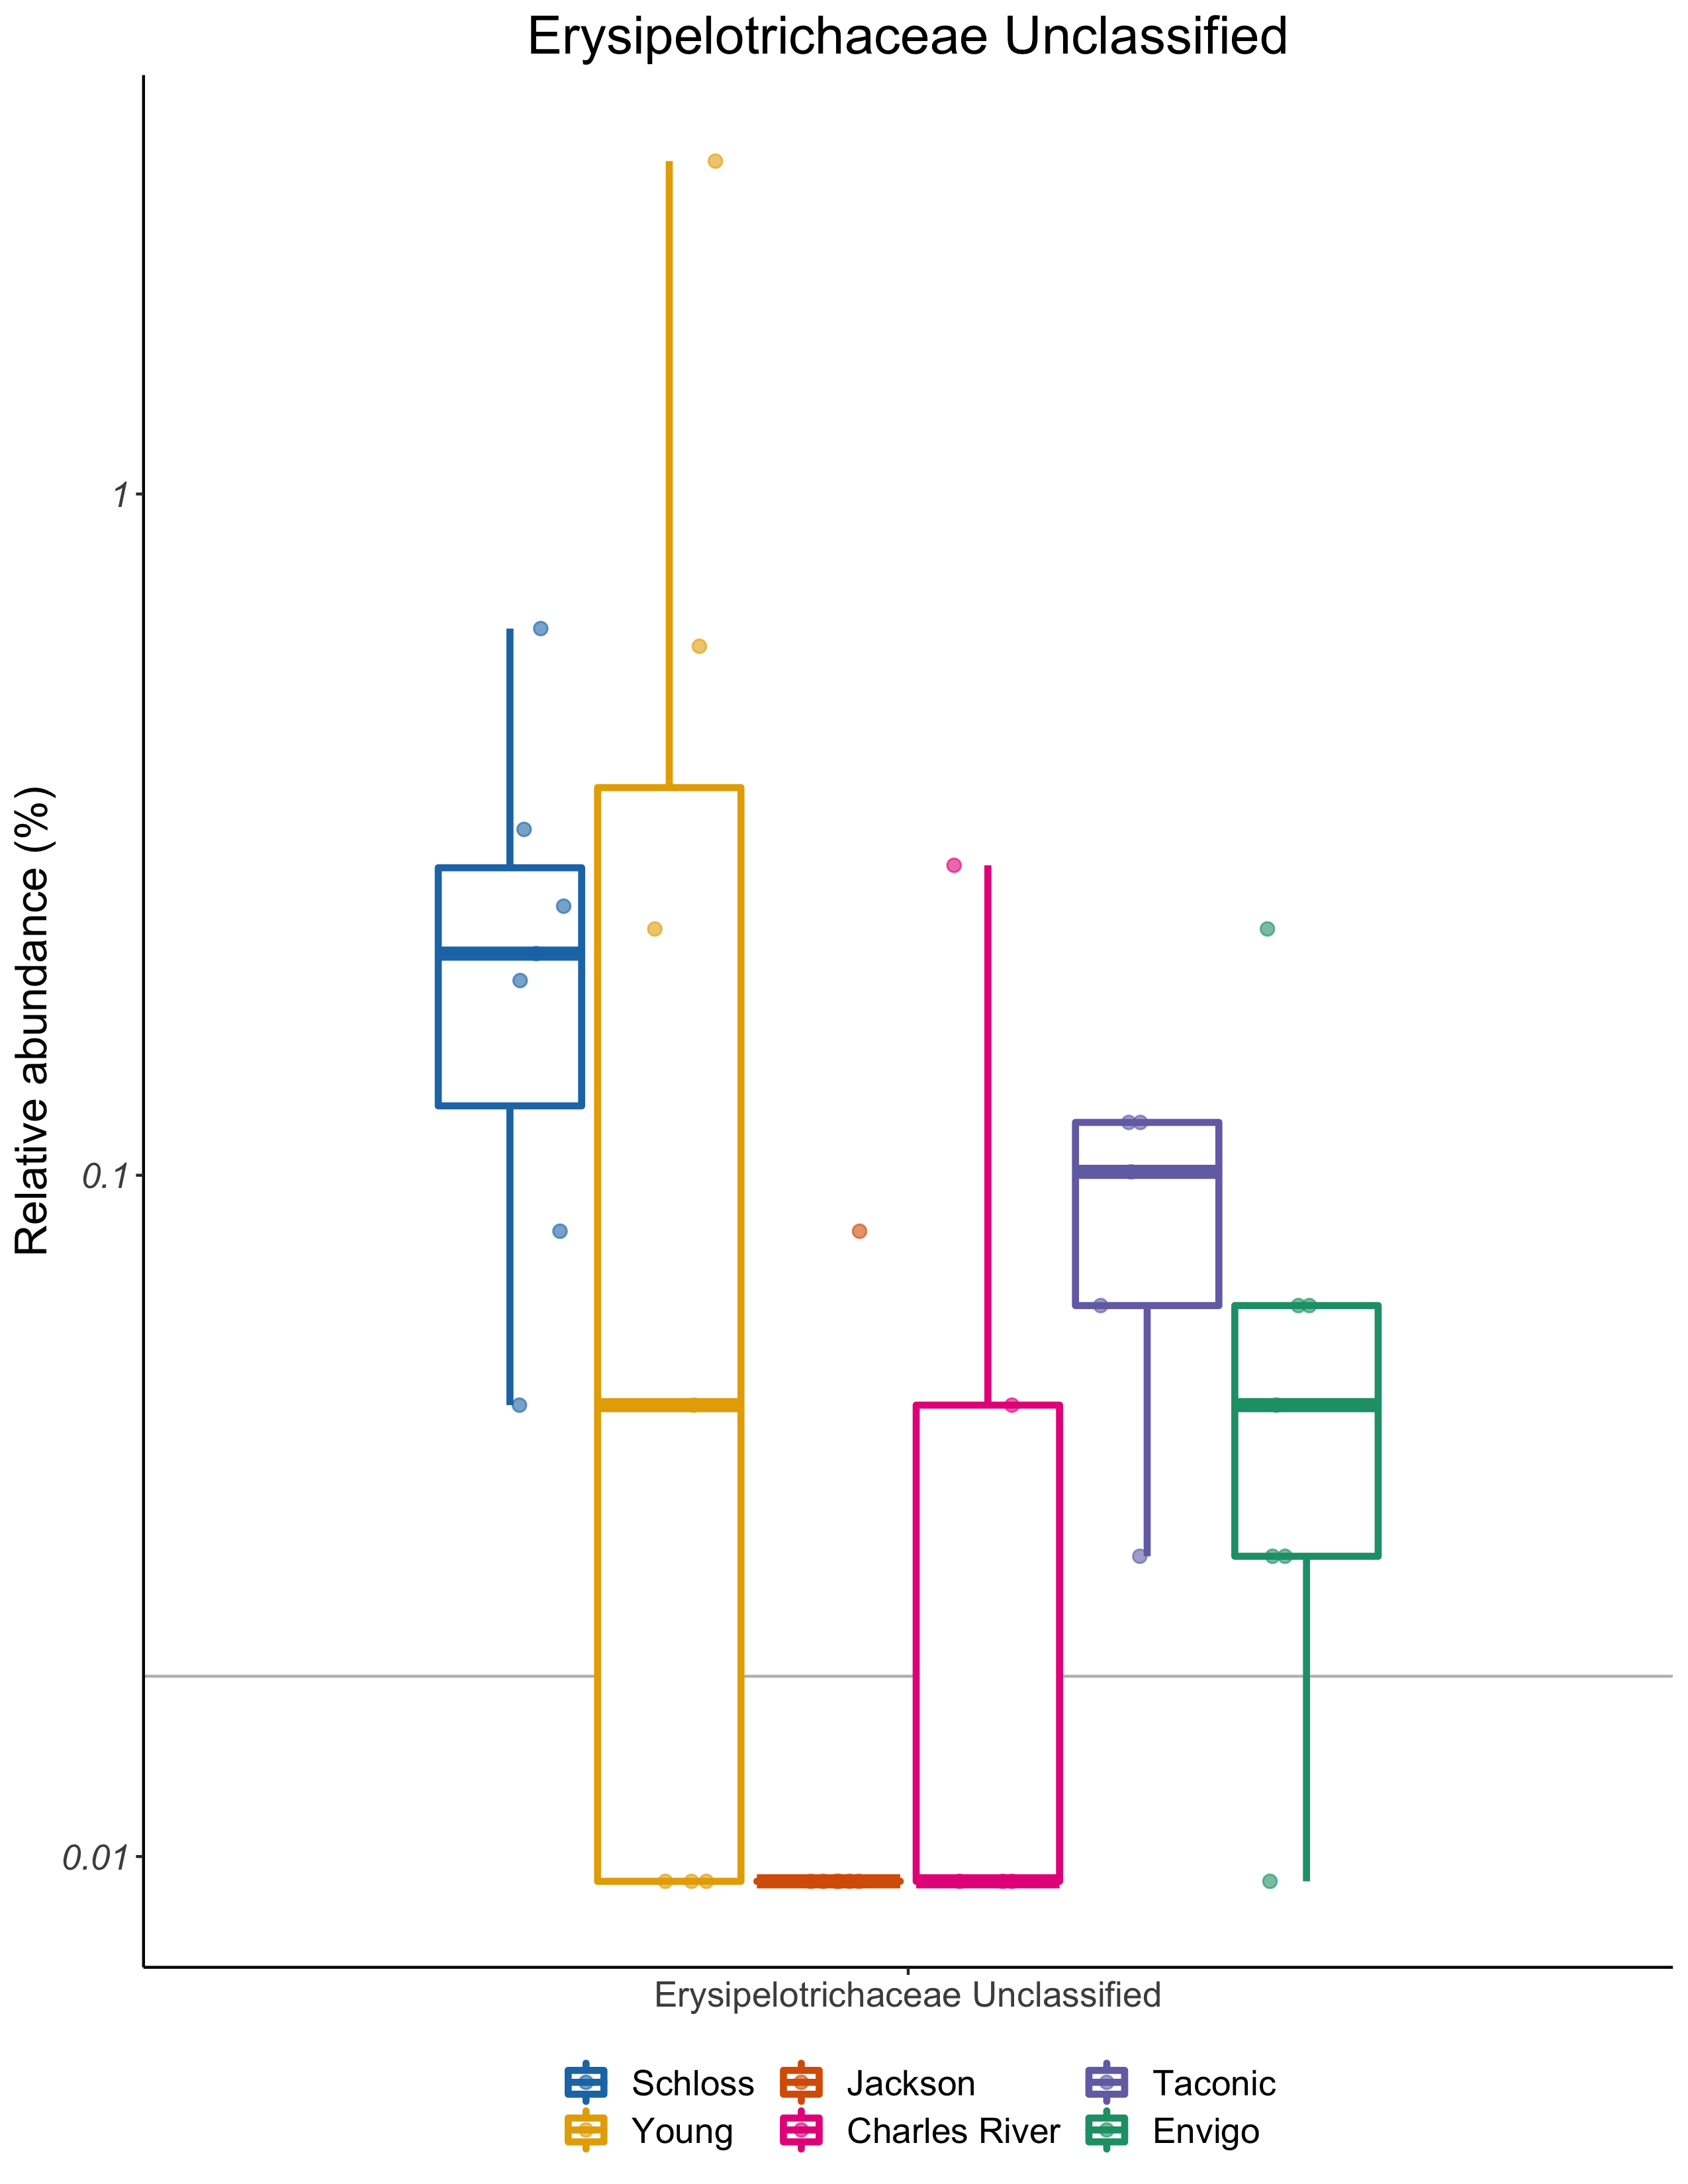 Erysipelotrichaceae Unclassified
Relative abundance (%)
1
0.1
0.01
Erysipelotrichaceae Unclassified
Schloss Jackson Taconic
Young Charles River Envigo